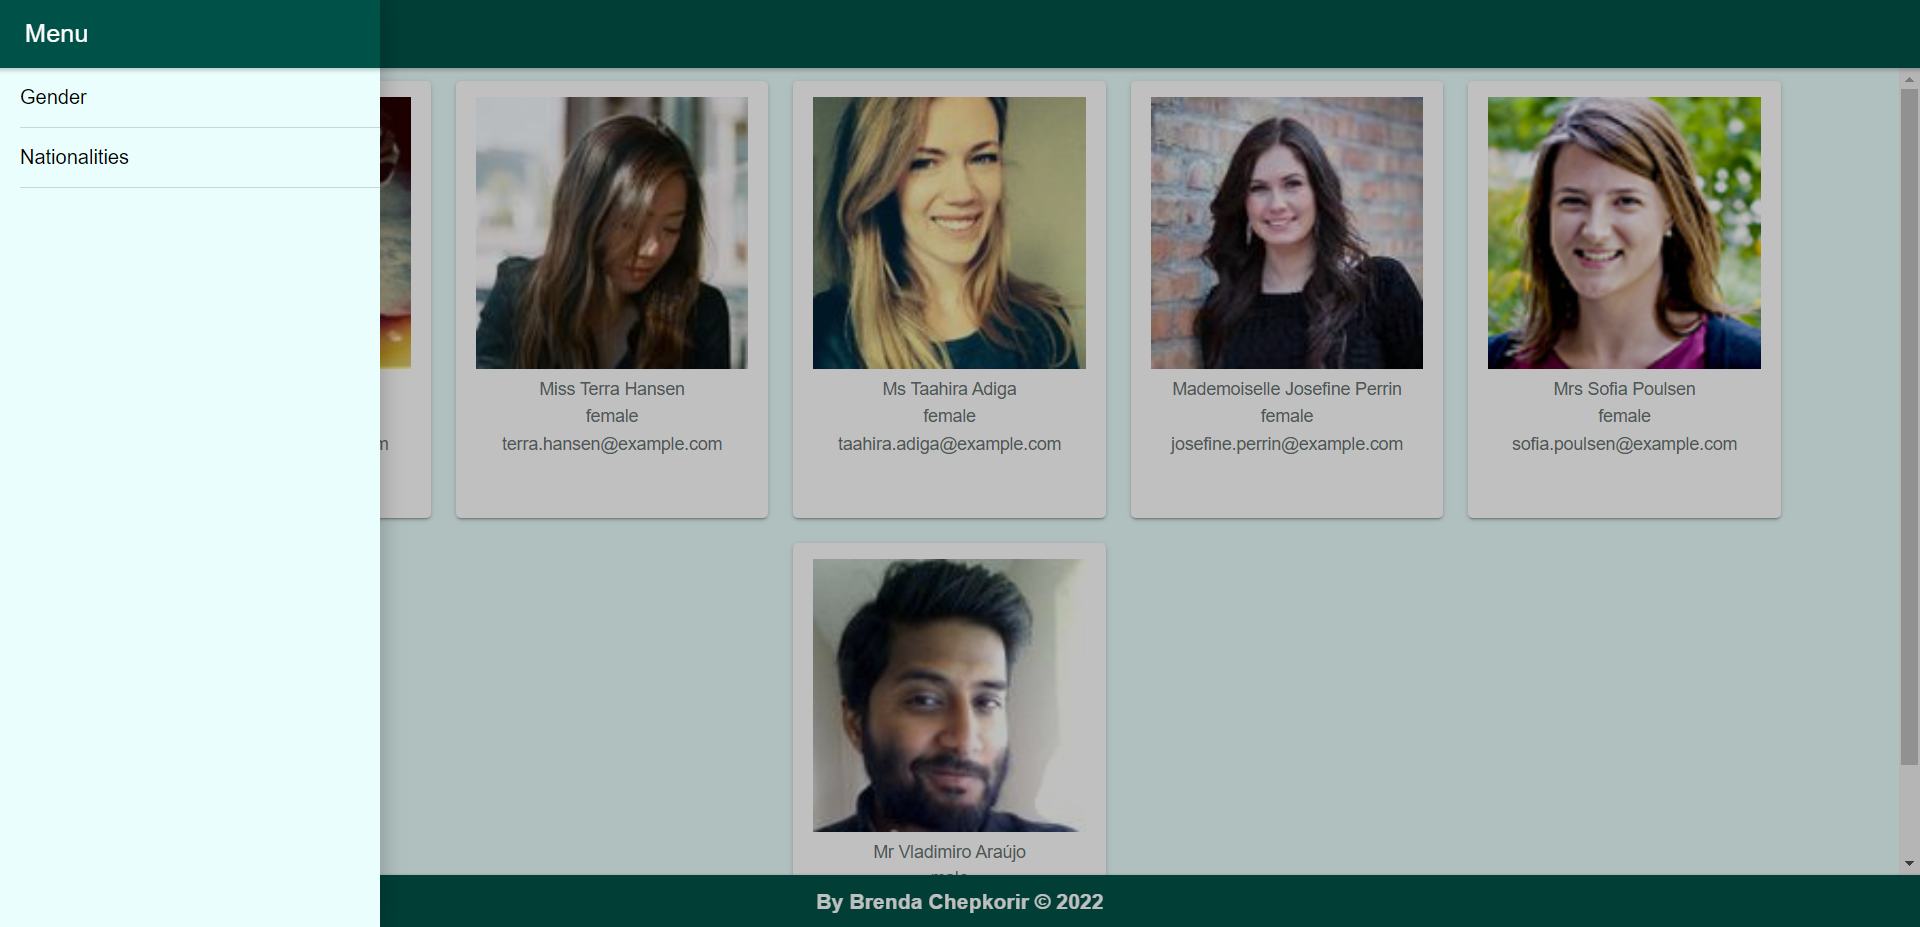 Menu
Gender
Nationalities
m
Miss Terra Hansen
female
terra.hansen@example.com
Ms Taahira Adiga
female
taahira.adiga@example.com
Mademoiselle Josefine Perrin
female
josefine.perrin@example.com
Mrs Sofia Poulsen
female
sofia.poulsen@example.com
Mr Vladimiro Araújo
male
By Brenda Chepkorir © 2022